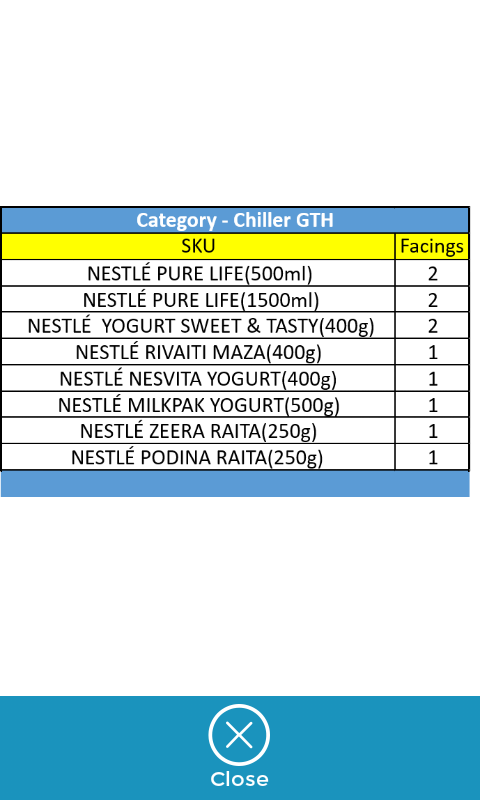 Category - Chiller GTH
SKU Facings
NESTLÉ PURE LIFE(500ml) 2
NESTLÉ PURE LIFE(1500ml) 2
NESTLÉ  YOGURT SWEET & TASTY(400g) 2
NESTLÉ RIVAITI MAZA(400g) 1
NESTLÉ NESVITA YOGURT(400g) 1
NESTLÉ MILKPAK YOGURT(500g) 1
NESTLÉ ZEERA RAITA(250g) 1
NESTLÉ PODINA RAITA(250g) 1
Close